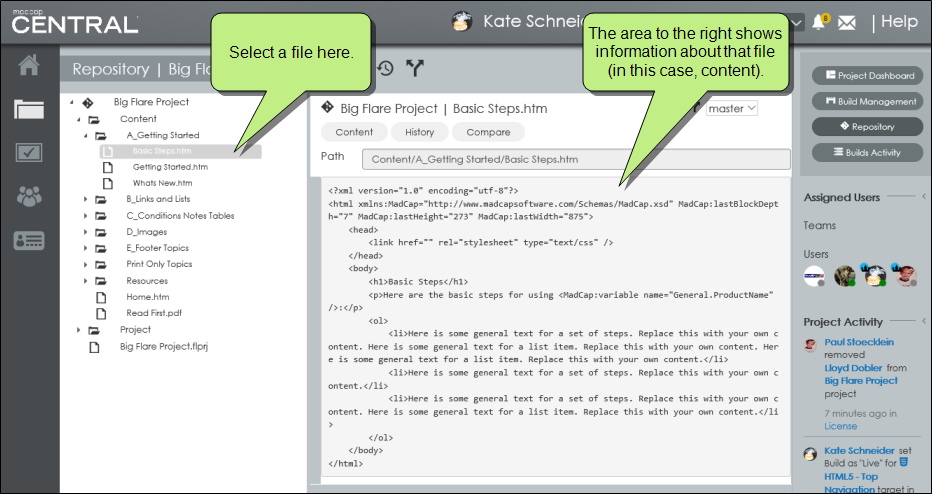 madcap
CENTRAL
Kate Schneider
8
Help
Select a file here.
The area to the right shows
information about that file
(in this case, content).
Repository | Big Fla
Big Flare Project
Content
A_Getting Started
Basic Steps.htm
Getting Started.htm
Whats New.htm
B_Links and Lists
C_Conditions Notes Tables
D_Images
E_Footer Topics
Print Only Topics
Resources
Home.htm
Read First.pdf
Project
Big Flare Project.flprj
Big Flare Project | Basic Steps.htm
master
Content History Compare
Path Content/A_Getting Started/Basic Steps.htm
<?xml version="1.0" encoding="utf-8"?>
<html xmlns:MadCap="http://www.madcapsoftware.com/Schemas/MadCap.xsd" MadCap:lastBlockDept
h="7" MadCap:lastHeight="273" MadCap:lastWidth="875">
<head>
<link href="" rel="stylesheet" type="text/css" />
</head>
<body>
<h1>Basic Steps</h1>
<p>Here are the basic steps for using <MadCap:variable name="General.ProductName"
/>:</p>
<ol>
<li>Here is some general text for a set of steps. Replace this with your own c
ontent. Here is some general text for a list item. Replace this with your own content. Her
e is some general text for a list item. Replace this with your own content.</li>
<li>Here is some general text for a set of steps. Replace this with your own c
ontent.</li>
<li>Here is some general text for a set of steps. Replace this with your own c
ontent. Here is some general text for a list item. Replace this with your own content.</li
>
</ol>
</body>
</html>
Project Dashboard
Build Management
Repository
Builds Activity
Assigned Users
Teams
Users
Project Activity
Paul Stoecklein
removed
Lloyd Dobler from
Big Flare Project
project
7 minutes ago in
License
Kate Schneider set
Build as "Live" for
HTML5 - Top
Navigation target in